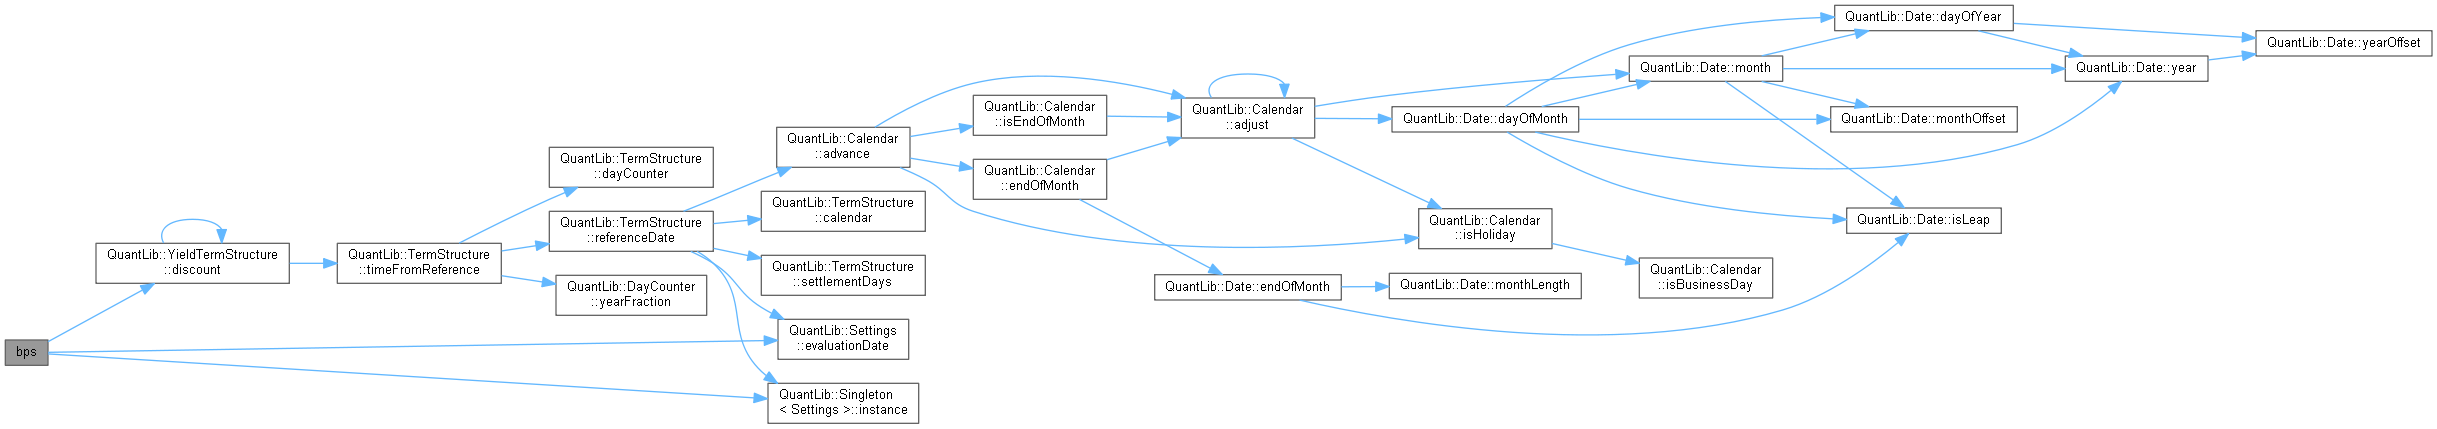 bps
QuantLib::YieldTermStructure
::discount
QuantLib::TermStructure
::timeFromReference
QuantLib::TermStructure
::dayCounter
QuantLib::TermStructure
::referenceDate
QuantLib::DayCounter
::yearFraction
QuantLib::Calendar
::advance
QuantLib::TermStructure
::calendar
QuantLib::TermStructure
::settlementDays
QuantLib::Settings
::evaluationDate
QuantLib::Singleton
< Settings >::instance
QuantLib::Calendar
::isEndOfMonth
QuantLib::Calendar
::endOfMonth
QuantLib::Calendar
::adjust
QuantLib::Date::endOfMonth
QuantLib::Date::dayOfMonth
QuantLib::Calendar
::isHoliday
QuantLib::Date::monthLength
QuantLib::Date::month
QuantLib::Calendar
::isBusinessDay
QuantLib::Date::dayOfYear
QuantLib::Date::monthOffset
QuantLib::Date::isLeap
QuantLib::Date::year
QuantLib::Date::yearOffset